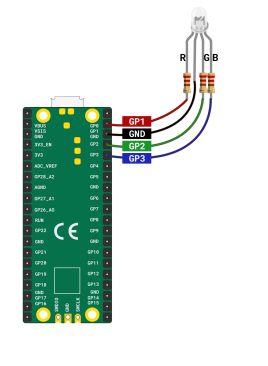 R G B
GP1
GND
GP2
GP3
VBUS GP0
VSYS GP1
GND GND
3V3_EN GP2
3V3 GP3
ADC_VREF GP4
GP28_A2 GP5
AGND GND
GP27_A1 GP6
GP26_A0 GP7
RUN GP8
GP22 GP9
GND GND
GP21 GP10
GP20 GP11
GP19 GP12
GP18 GP13
GND GND
GP17 GP14
GP16 GP15
SWDIO
GND
SWCLK
CE